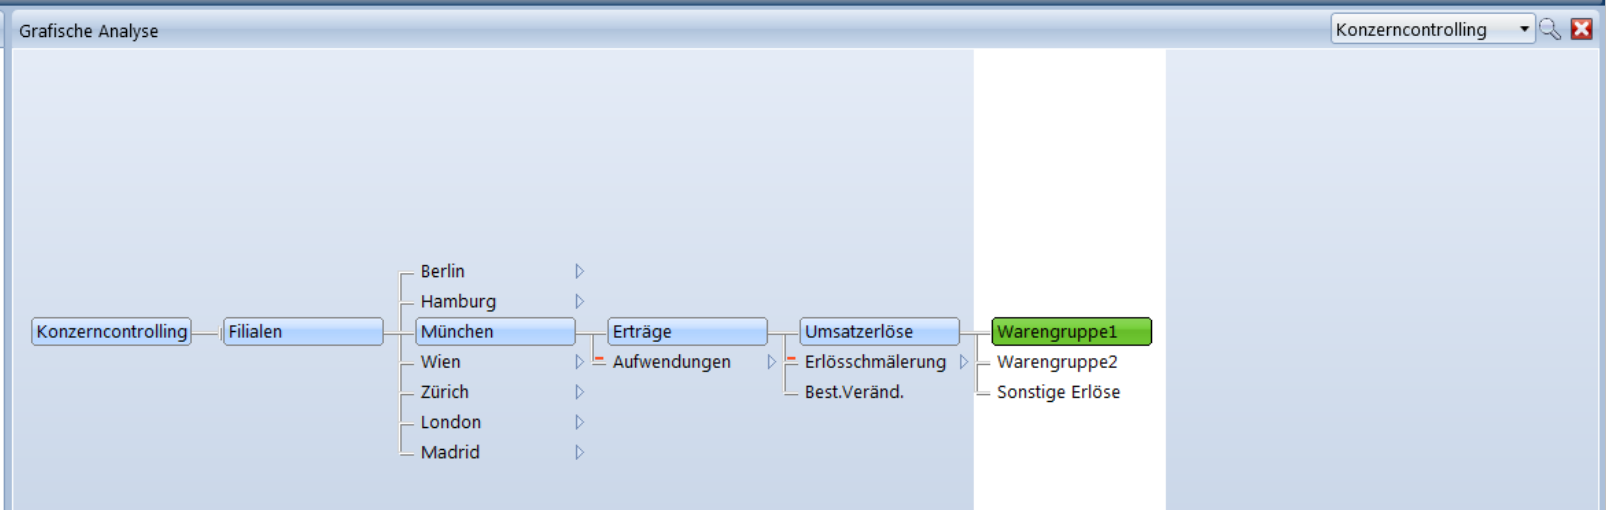 Grafische Analyse Konzerncontrolling
Berlin
Hamburg
Konzerncontrolling Filialen München Erträge Umsatzerlöse Warengruppe1
Wien Aufwendungen Erlösschmälerung Warengruppe2
Zürich Best.Veränd. Sonstige Erlöse
London
Madrid